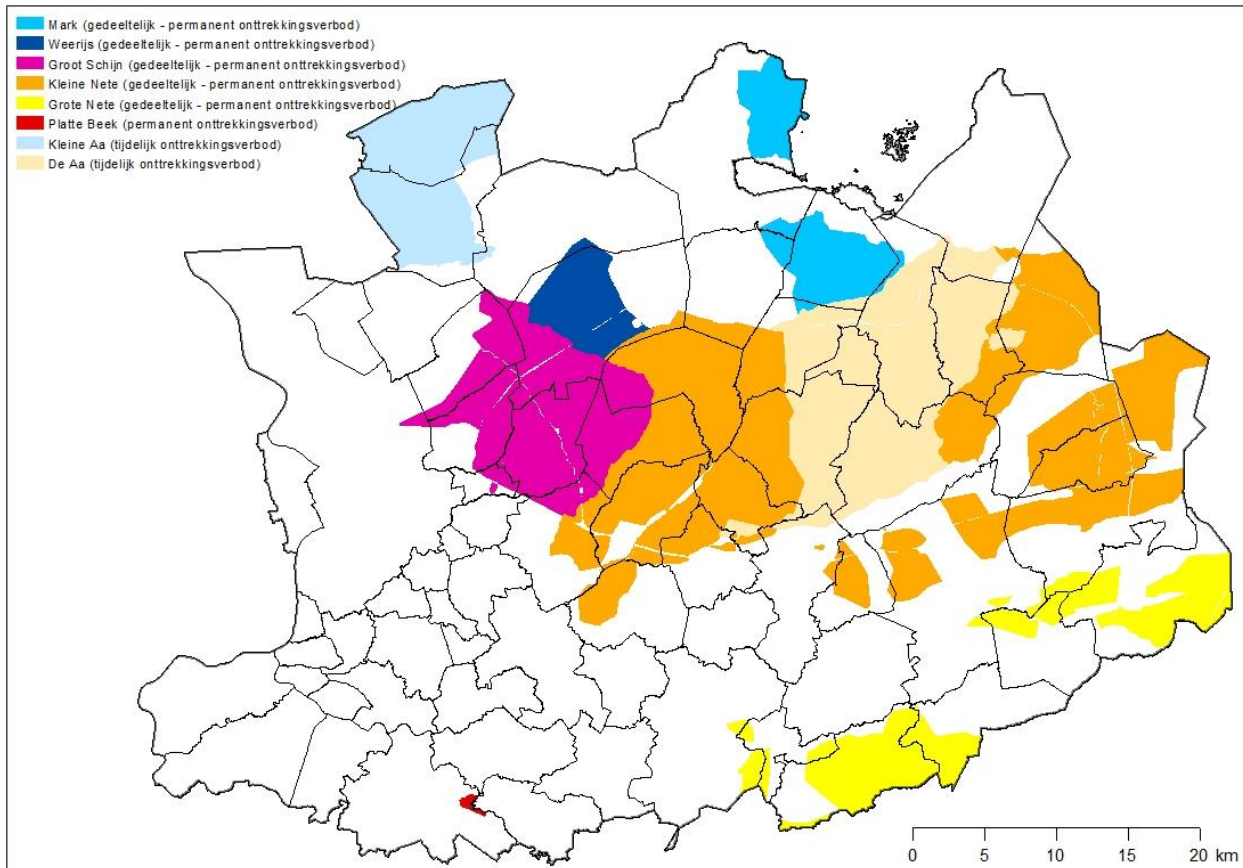 Mark (gedeeltelijk - permanent onttrekkingsverbod)
Weerijs (gedeeltelijk - permanent onttrekkingsverbod)
Groot Schijn (gedeeltelijk - permanent onttrekkingsverbod)
Kleine Nete (gedeeltelijk - permanent onttrekkingsverbod)
Grote Nete (gedeeltelijk - permanent onttrekkingsverbod)
Platte Beek (permanent onttrekkingsverbod)
Kleine Aa (tijdelijk onttrekkingsverbod)
De Aa (tijdelijk onttrekkingsverbod)
0 5 10 15 20 km